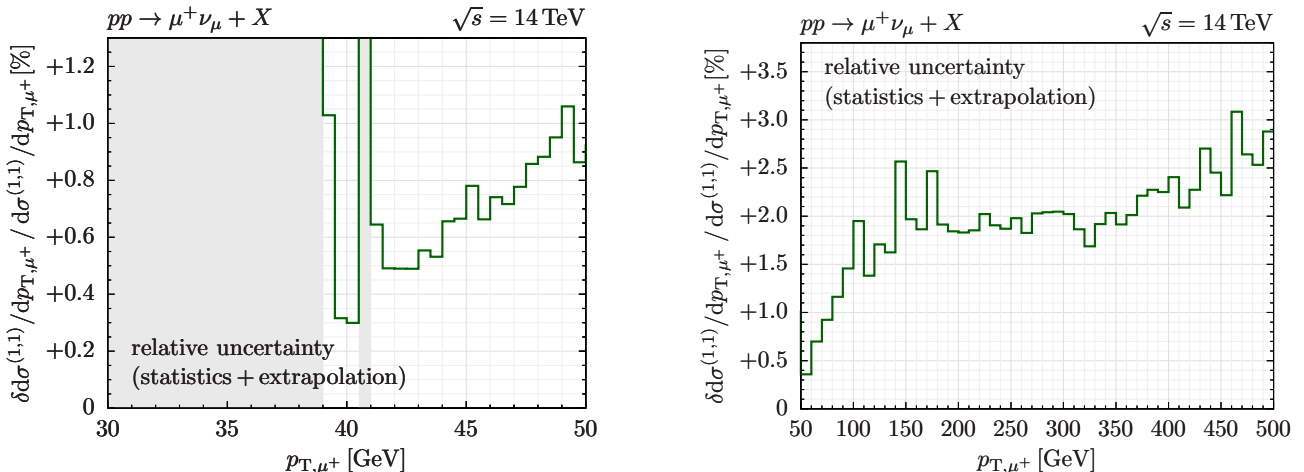 pp → μ⁺ν_μ + X √s = 14 TeV
δdσ^(1,1)/dp_T,μ⁺ / dσ^(1,1)/dp_T,μ⁺ [%]
+1.2
+1.0
+0.8
+0.6
+0.4
+0.2
0
relative uncertainty
(statistics + extrapolation)
30 35 40 45 50
p_T,μ⁺ [GeV]
pp → μ⁺ν_μ + X √s = 14 TeV
δdσ^(1,1)/dp_T,μ⁺ / dσ^(1,1)/dp_T,μ⁺ [%]
relative uncertainty
(statistics + extrapolation)
+3.5
+3.0
+2.5
+2.0
+1.5
+1.0
+0.5
0
50 100 150 200 250 300 350 400 450 500
p_T,μ⁺ [GeV]